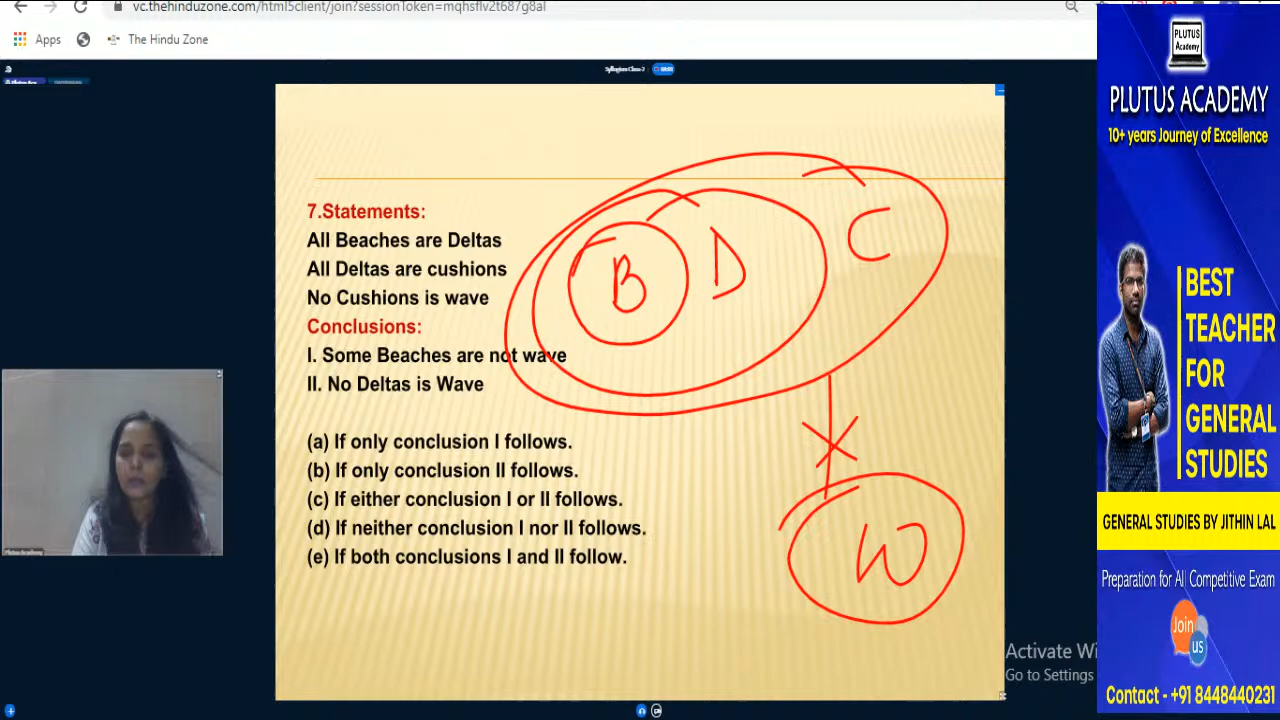 vc.thehinduzone.com/html5client/join?sessionToken=mqhsflv2t687g8al
Apps
The Hindu Zone
Syllogism Class-2
7.Statements:
All Beaches are Deltas
All Deltas are cushions
No Cushions is wave
Conclusions:
I. Some Beaches are not wave
II. No Deltas is Wave
(a) If only conclusion I follows.
(b) If only conclusion II follows.
(c) If either conclusion I or II follows.
(d) If neither conclusion I nor II follows.
(e) If both conclusions I and II follow.
B
D
C
W
Plutus Academy
Activate Wi
Go to Settings
PLUTUS
Academy
PLUTUS ACADEMY
10+ years Journey of Excellence
BEST
TEACHER
FOR
GENERAL
STUDIES
GENERAL STUDIES BY JITHIN LAL
Preparation for All Competitive Exam
Join
us
Contact - +91 8448440231